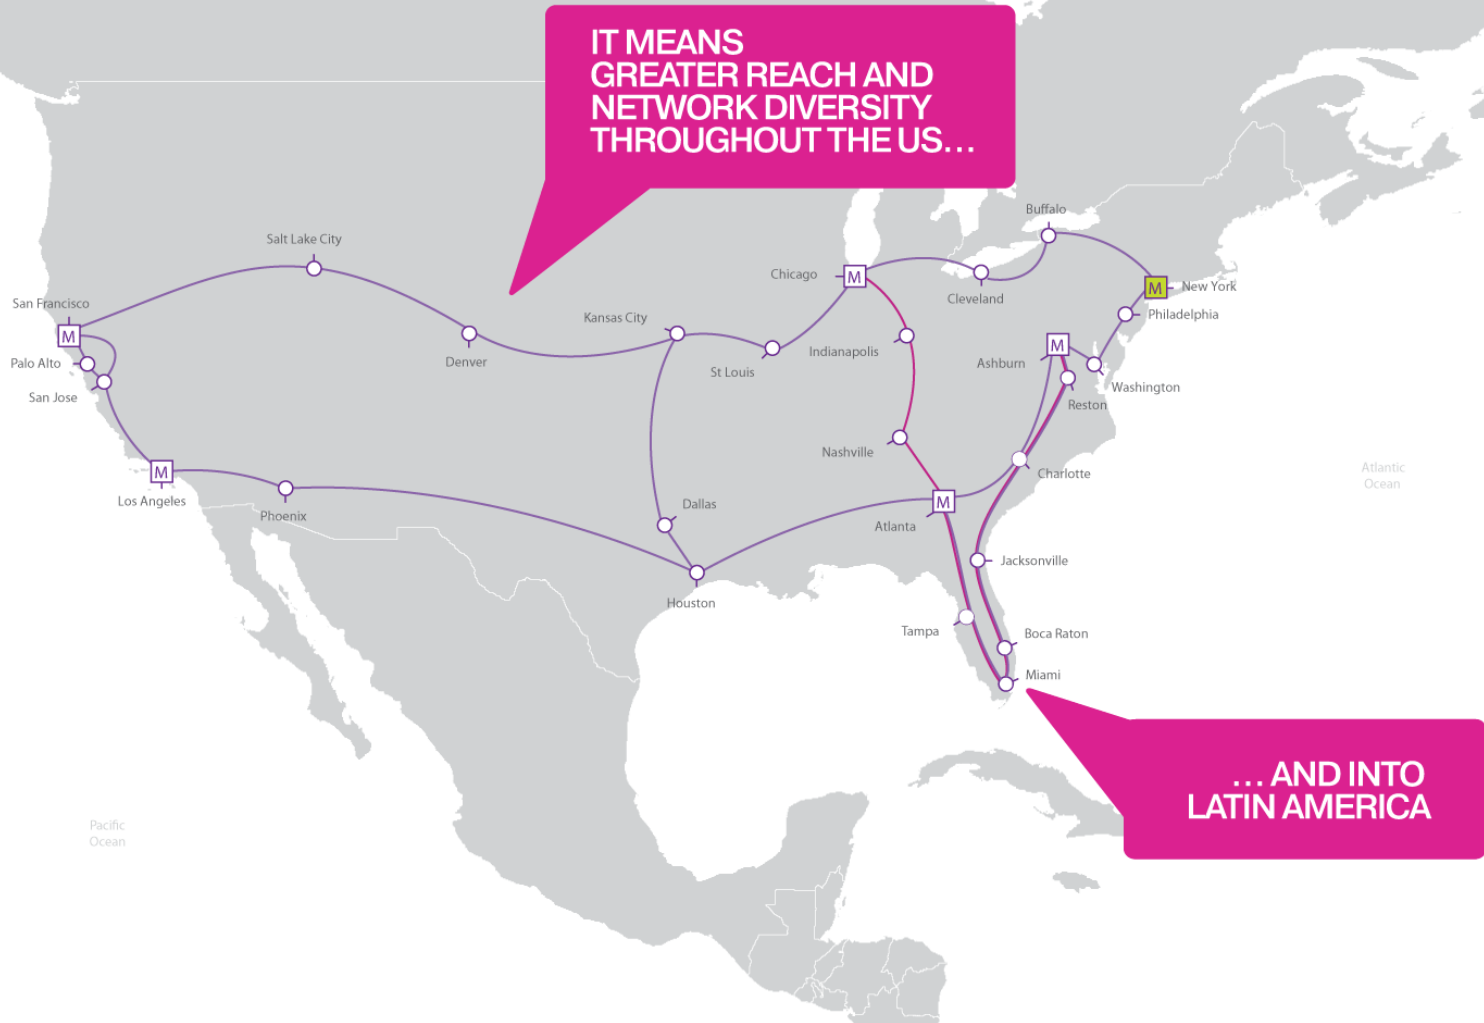 IT MEANS
GREATER REACH AND
NETWORK DIVERSITY
THROUGHOUT THE US...
Buffalo
Salt Lake City
Chicago
M
Cleveland
M
New York
San Francisco
M
Kansas City
Philadelphia
Denver
St Louis
Indianapolis
Ashburn
M
Palo Alto
San Jose
Washington
Reston
Nashville
Charlotte
Atlantic
Ocean
M
Los Angeles
Phoenix
Dallas
M
Atlanta
Jacksonville
Houston
Tampa
Boca Raton
Miami
... AND INTO
LATIN AMERICA
Pacific
Ocean